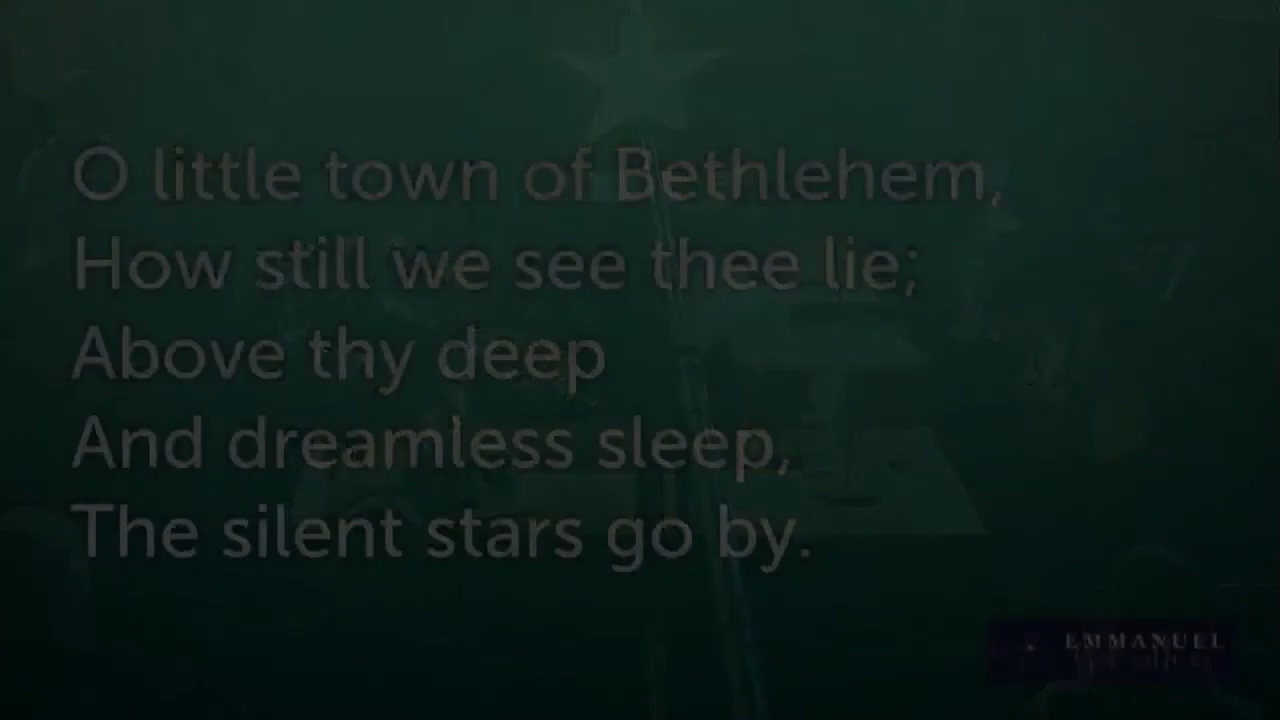 O little town of Bethlehem,
How still we see thee lie;
Above thy deep
And dreamless sleep,
The silent stars go by.
EMMANUEL